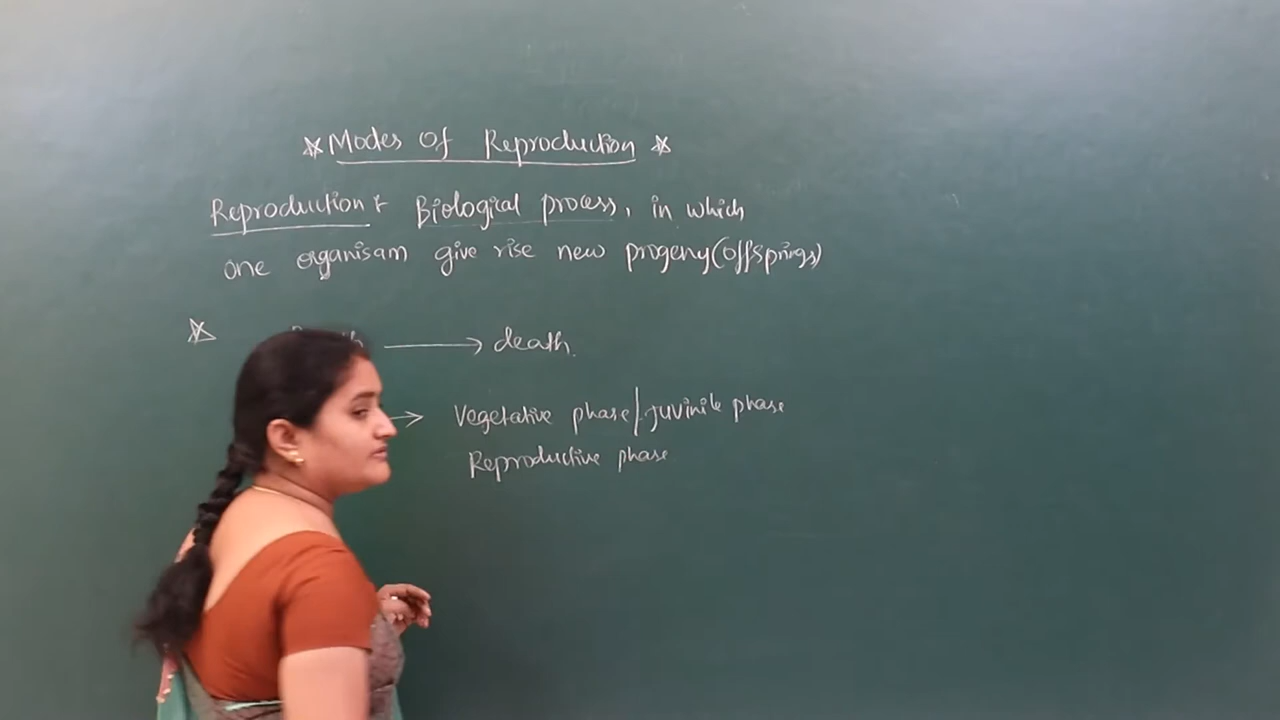 ☆ Modes Of Reproduction ☆
Reproduction : Biological process, in which
one organisam give rise new progeny(offsprings)
☆ → death.
→ Vegetative phase / juvinile phase
Reproductive phase